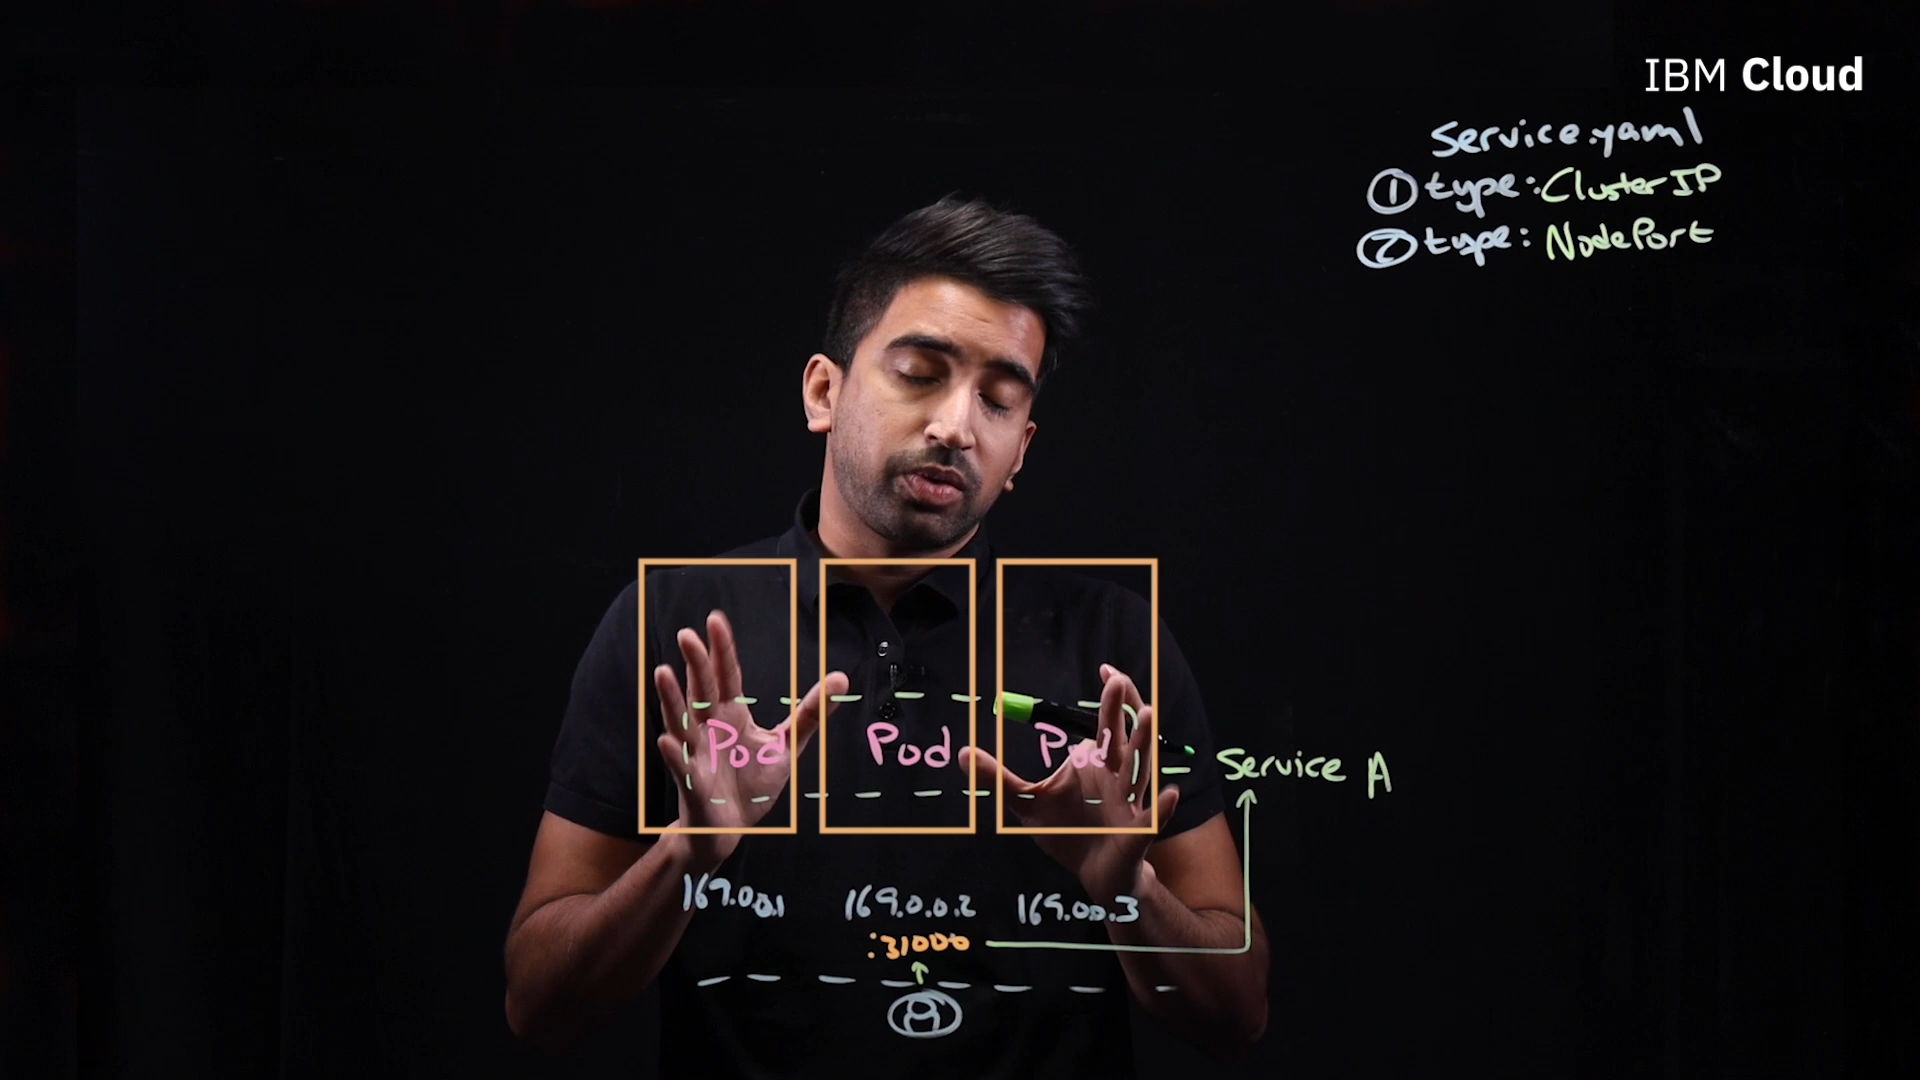 IBM Cloud
Service.yaml
① type: ClusterIP
② type: NodePort
Pod Pod Pod
Service A
169.0.0.1 169.0.0.2 169.0.0.3
:31000